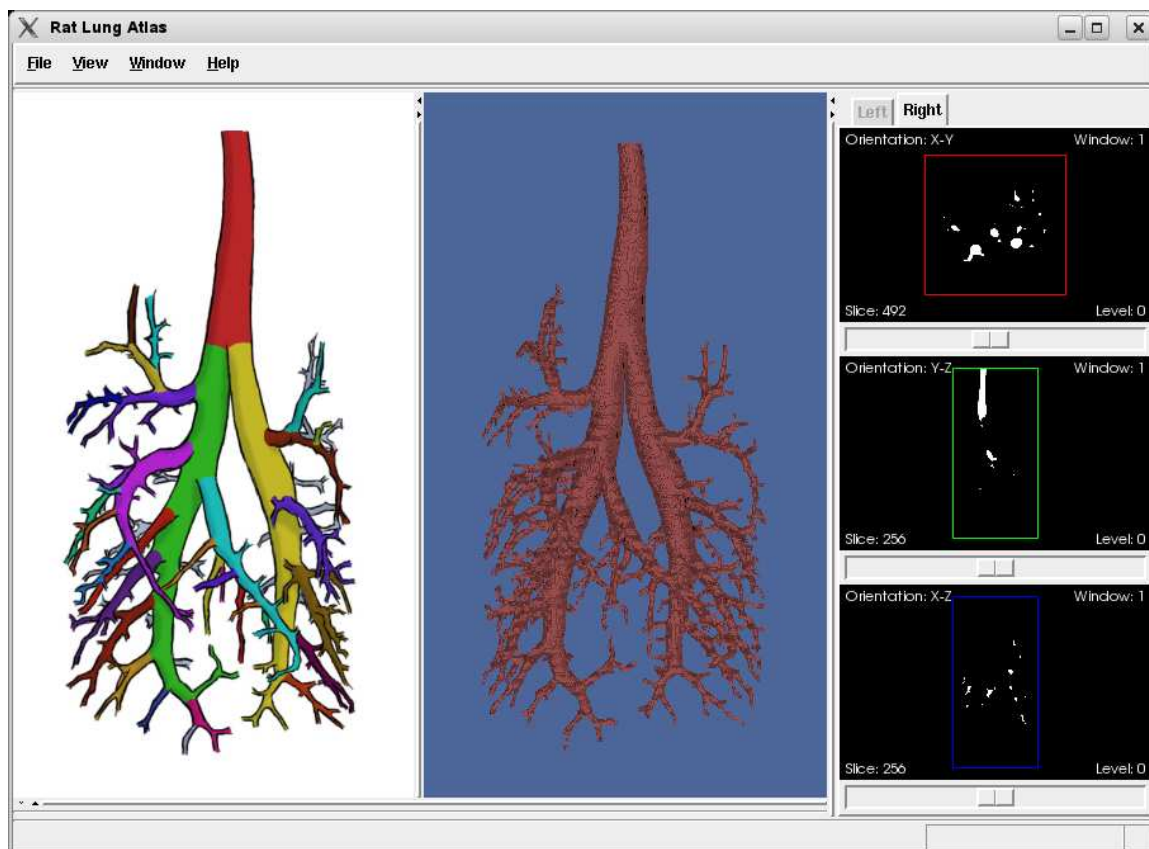 Rat Lung Atlas
File View Window Help
Left Right
Orientation: X-Y Window: 1
Slice: 492 Level: 0
Orientation: Y-Z Window: 1
Slice: 256 Level: 0
Orientation: X-Z Window: 1
Slice: 256 Level: 0